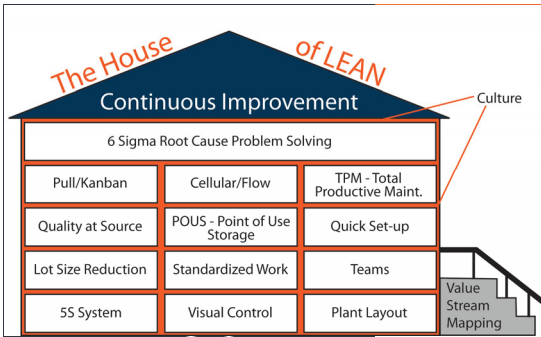 The House of LEAN
Continuous Improvement
Culture
6 Sigma Root Cause Problem Solving
Pull/Kanban
Cellular/Flow
TPM - Total
Productive Maint.
Quality at Source
POUS - Point of Use
Storage
Quick Set-up
Lot Size Reduction
Standardized Work
Teams
5S System
Visual Control
Plant Layout
Value
Stream
Mapping